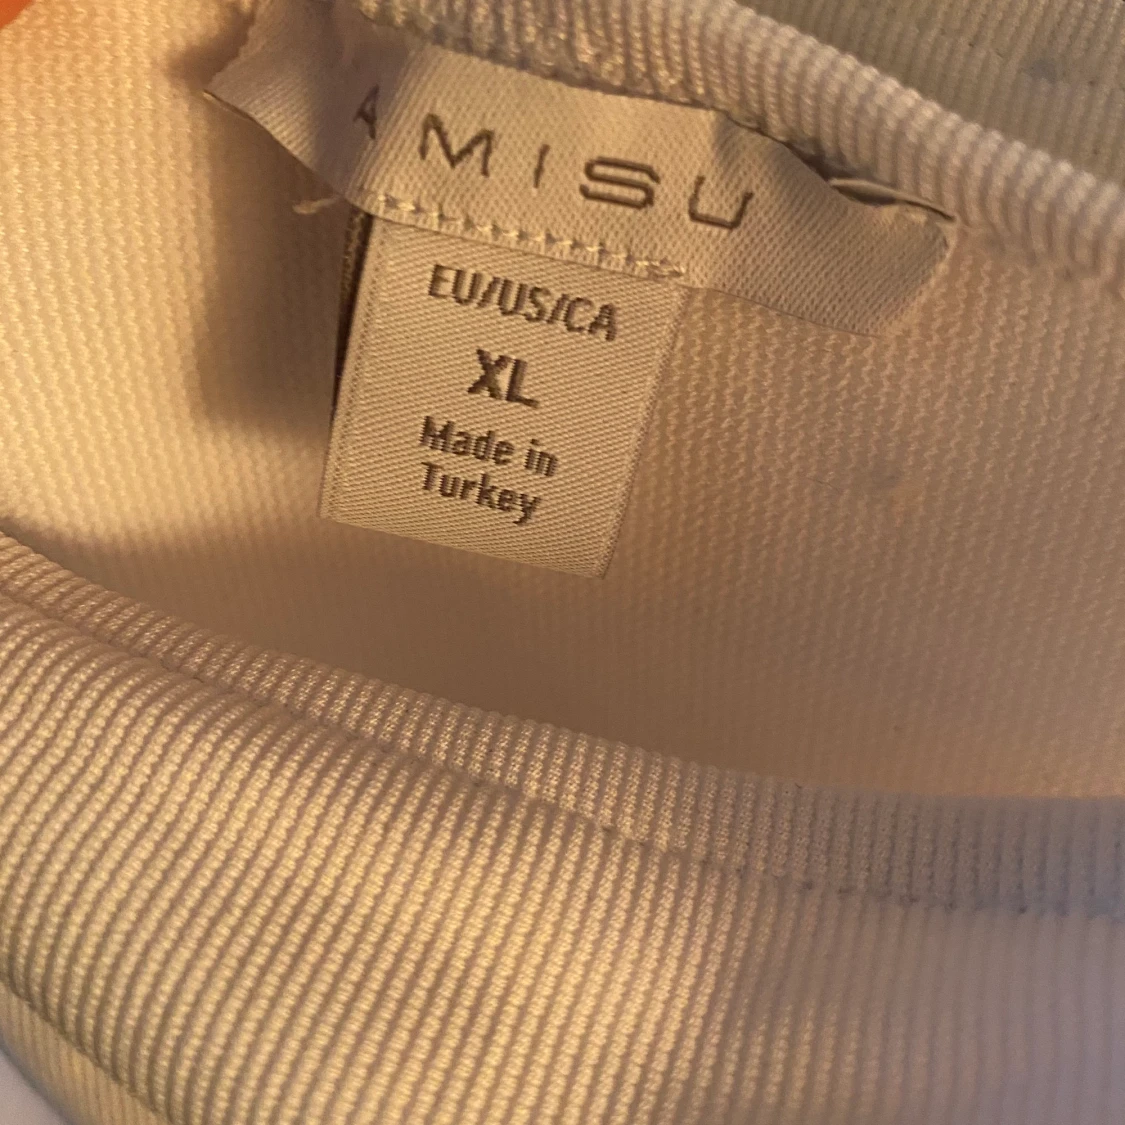 AMISU
EU/US/CA
XL
Made in
Turkey